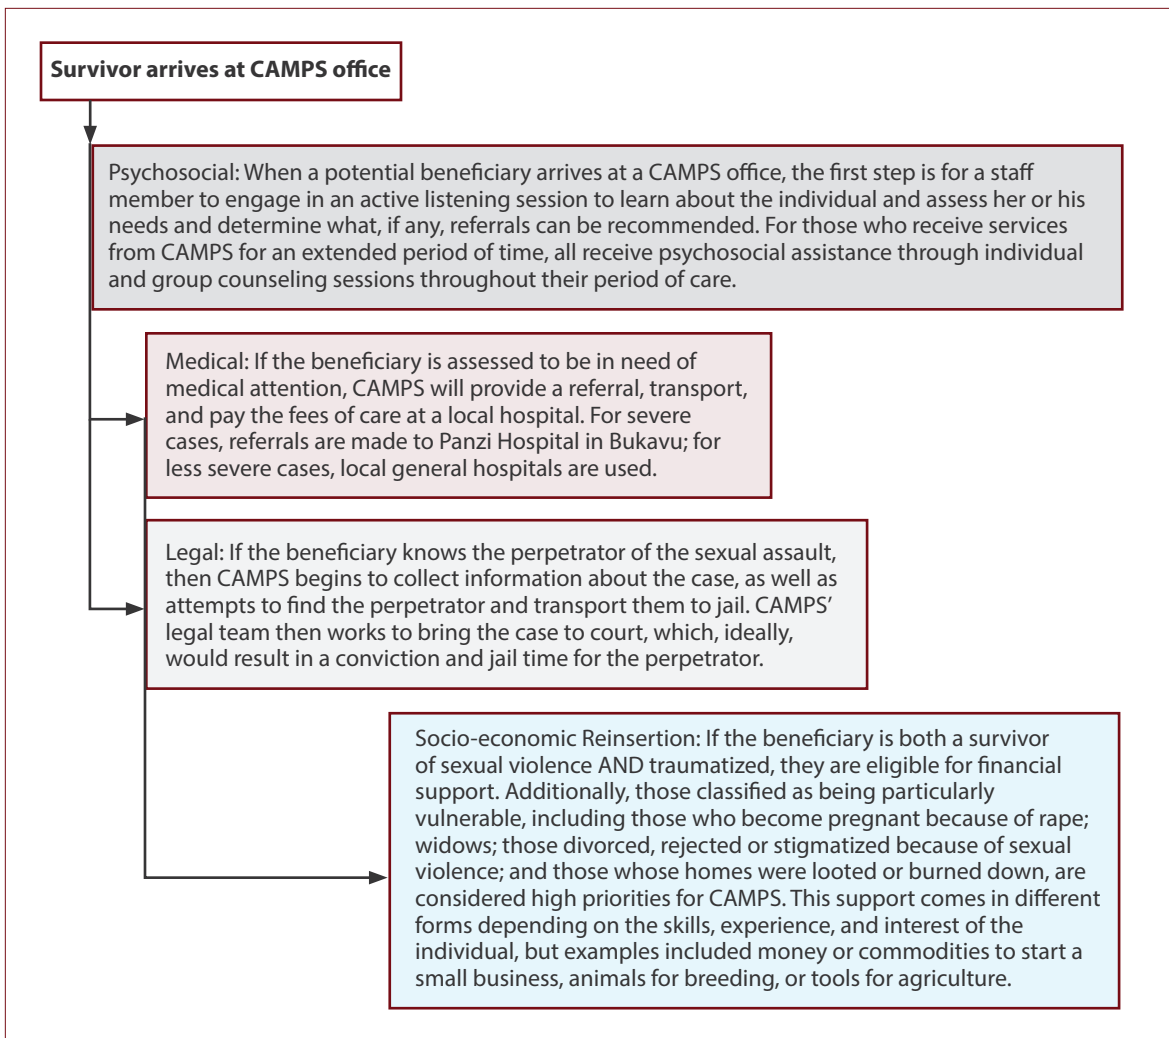 Survivor arrives at CAMPS office
Psychosocial: When a potential beneficiary arrives at a CAMPS office, the first step is for a staff
member to engage in an active listening session to learn about the individual and assess her or his
needs and determine what, if any, referrals can be recommended. For those who receive services
from CAMPS for an extended period of time, all receive psychosocial assistance through individual
and group counseling sessions throughout their period of care.
Medical: If the beneficiary is assessed to be in need of
medical attention, CAMPS will provide a referral, transport,
and pay the fees of care at a local hospital. For severe
cases, referrals are made to Panzi Hospital in Bukavu; for
less severe cases, local general hospitals are used.
Legal: If the beneficiary knows the perpetrator of the sexual assault,
then CAMPS begins to collect information about the case, as well as
attempts to find the perpetrator and transport them to jail. CAMPS’
legal team then works to bring the case to court, which, ideally,
would result in a conviction and jail time for the perpetrator.
Socio-economic Reinsertion: If the beneficiary is both a survivor
of sexual violence AND traumatized, they are eligible for financial
support. Additionally, those classified as being particularly
vulnerable, including those who become pregnant because of rape;
widows; those divorced, rejected or stigmatized because of sexual
violence; and those whose homes were looted or burned down, are
considered high priorities for CAMPS. This support comes in different
forms depending on the skills, experience, and interest of the
individual, but examples included money or commodities to start a
small business, animals for breeding, or tools for agriculture.